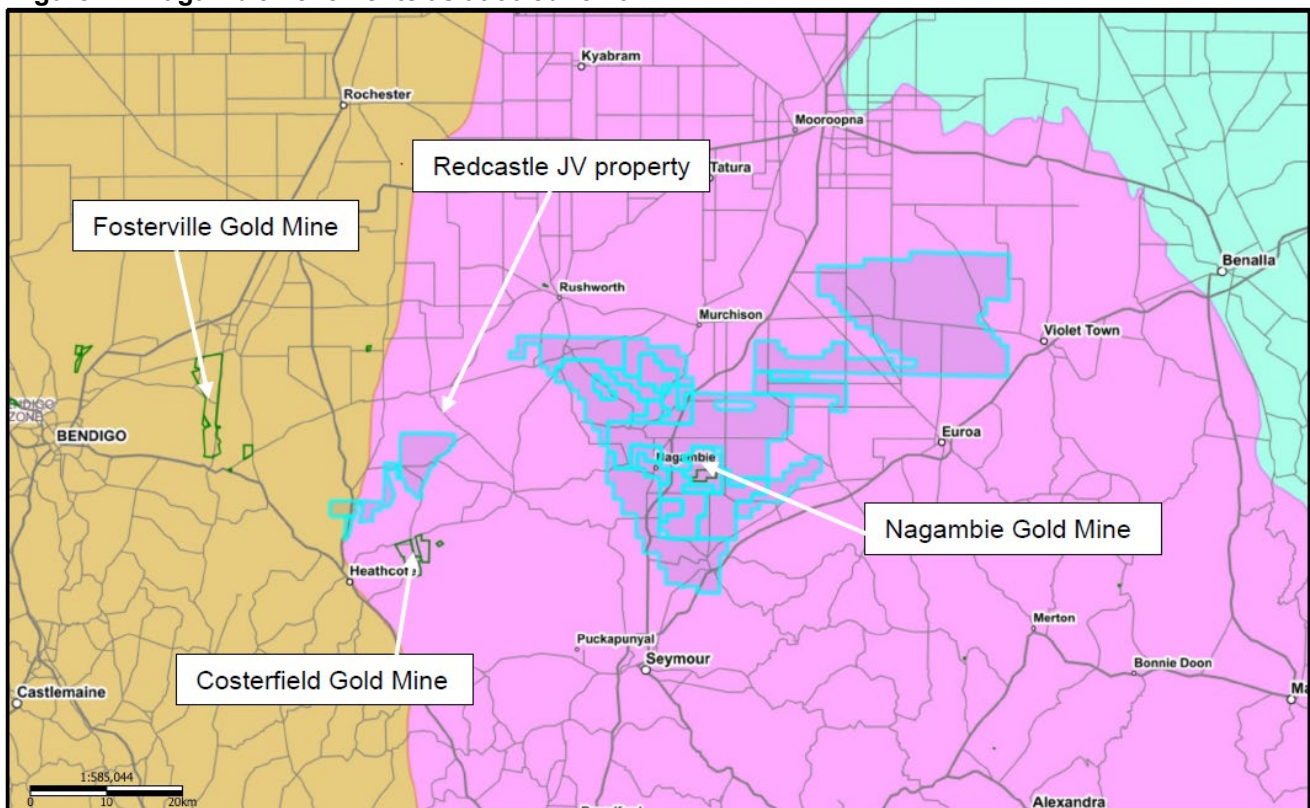 Kyabram
Rochester
Mooroopna
Redcastle JV property
Tatura
Fosterville Gold Mine
Benalla
Rushworth
Murchison
Violet Town
ZONE
BENDIGO
Euroa
Nagambie
Nagambie Gold Mine
Heathcote
Merton
Puckapunyal
Seymour
Bonnie Doon
Costerfield Gold Mine
Castlemaine
Ma
1:585,044
0 10 20km
Alexandra